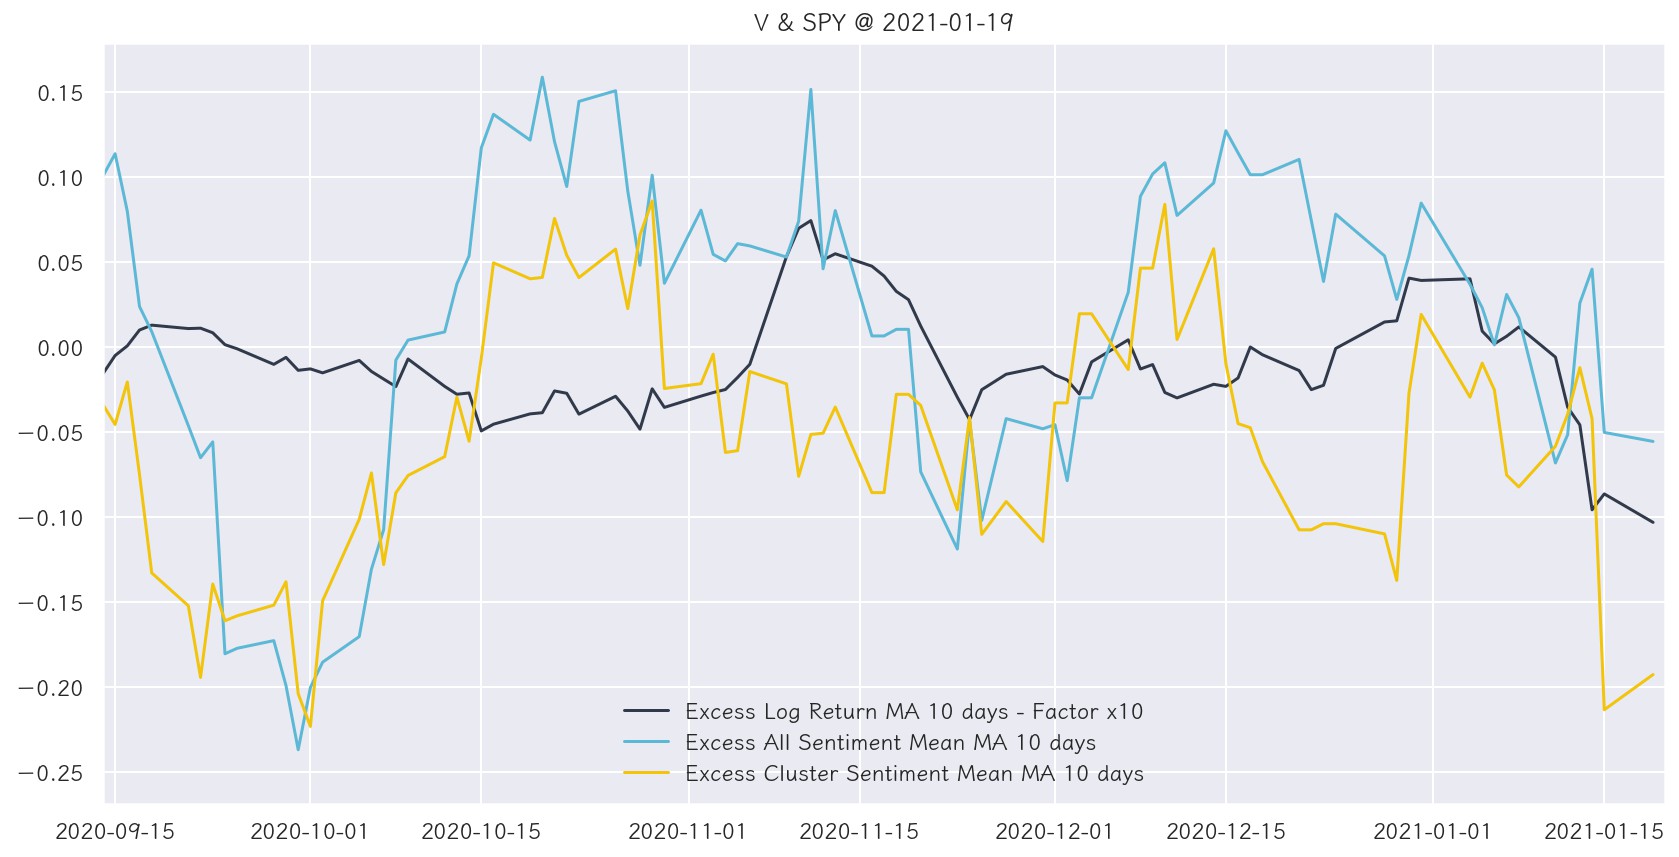 V & SPY @ 2021-01-19
0.15
0.10
0.05
0.00
−0.05
−0.10
−0.15
−0.20
−0.25
Excess Log Return MA 10 days - Factor x10
Excess All Sentiment Mean MA 10 days
Excess Cluster Sentiment Mean MA 10 days
2020-09-15 2020-10-01 2020-10-15 2020-11-01 2020-11-15 2020-12-01 2020-12-15 2021-01-01 2021-01-15